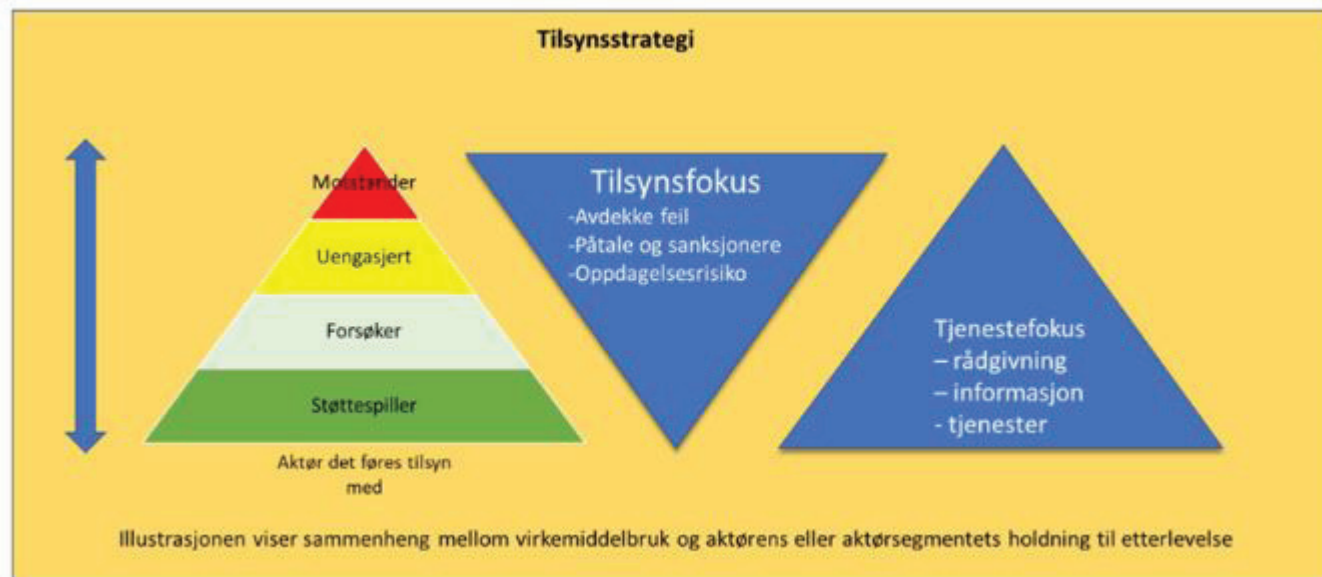 Tilsynsstrategi
Motstander
Uengasjert
Forsøker
Støttespiller
Aktør det føres tilsyn
med
Tilsynsfokus
-Avdekke feil
-Påtale og sanksjonere
-Oppdagelsesrisiko
Tjenestefokus
– rådgivning
– informasjon
- tjenester
Illustrasjonen viser sammenheng mellom virkemiddelbruk og aktørens eller aktørsegmentets holdning til etterlevelse